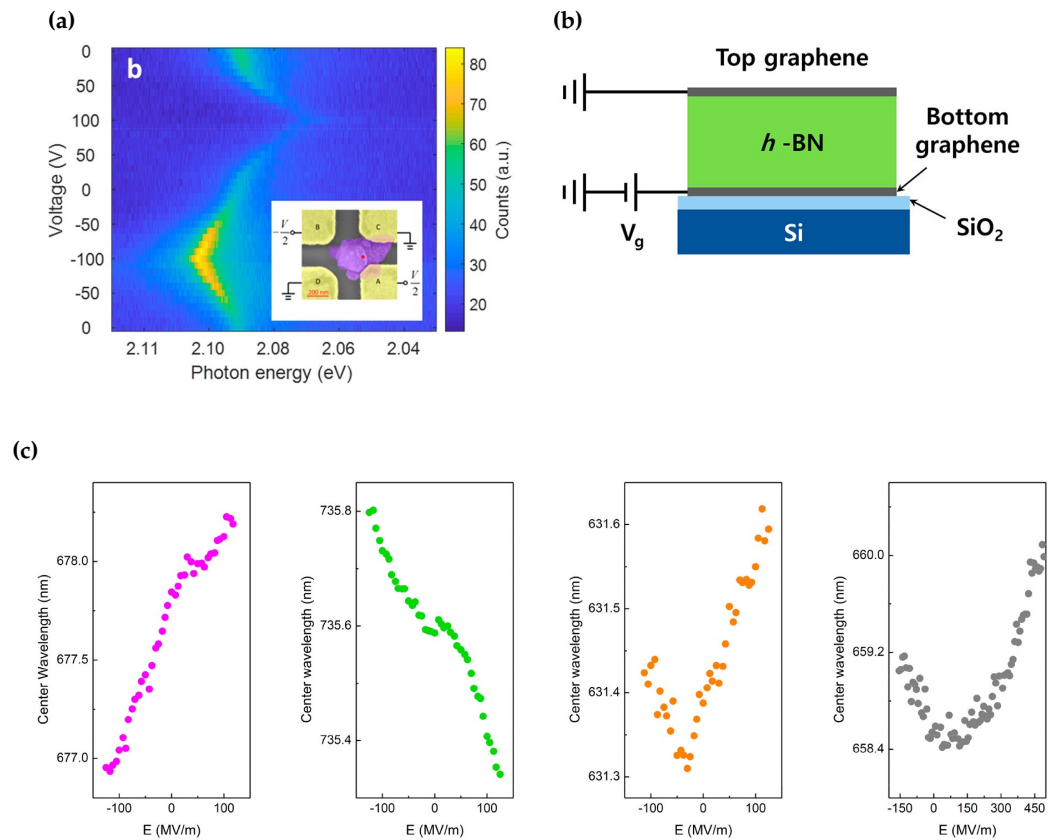 (a)
b
0
-50
-100
50
100
50
0
-50
-100
-50
0
Voltage (V)
2.11
2.10
2.08
2.06
2.04
Photon energy (eV)
80
70
60
50
40
30
20
Counts (a.u.)
B
C
D
A
-V/2
V/2
200 nm
(b)
Top graphene
h -BN
Bottom
graphene
Vg
SiO2
Si
(c)
678.0
677.5
677.0
Center Wavelength (nm)
-100
0
100
E (MV/m)
735.8
735.6
735.4
Center wavelength (nm)
-100
0
100
E (MV/m)
631.6
631.5
631.4
631.3
Center wavelength (nm)
-100
0
100
E (MV/m)
660.0
659.2
658.4
Center wavelength (nm)
-150
0
150
300
450
E (MV/m)